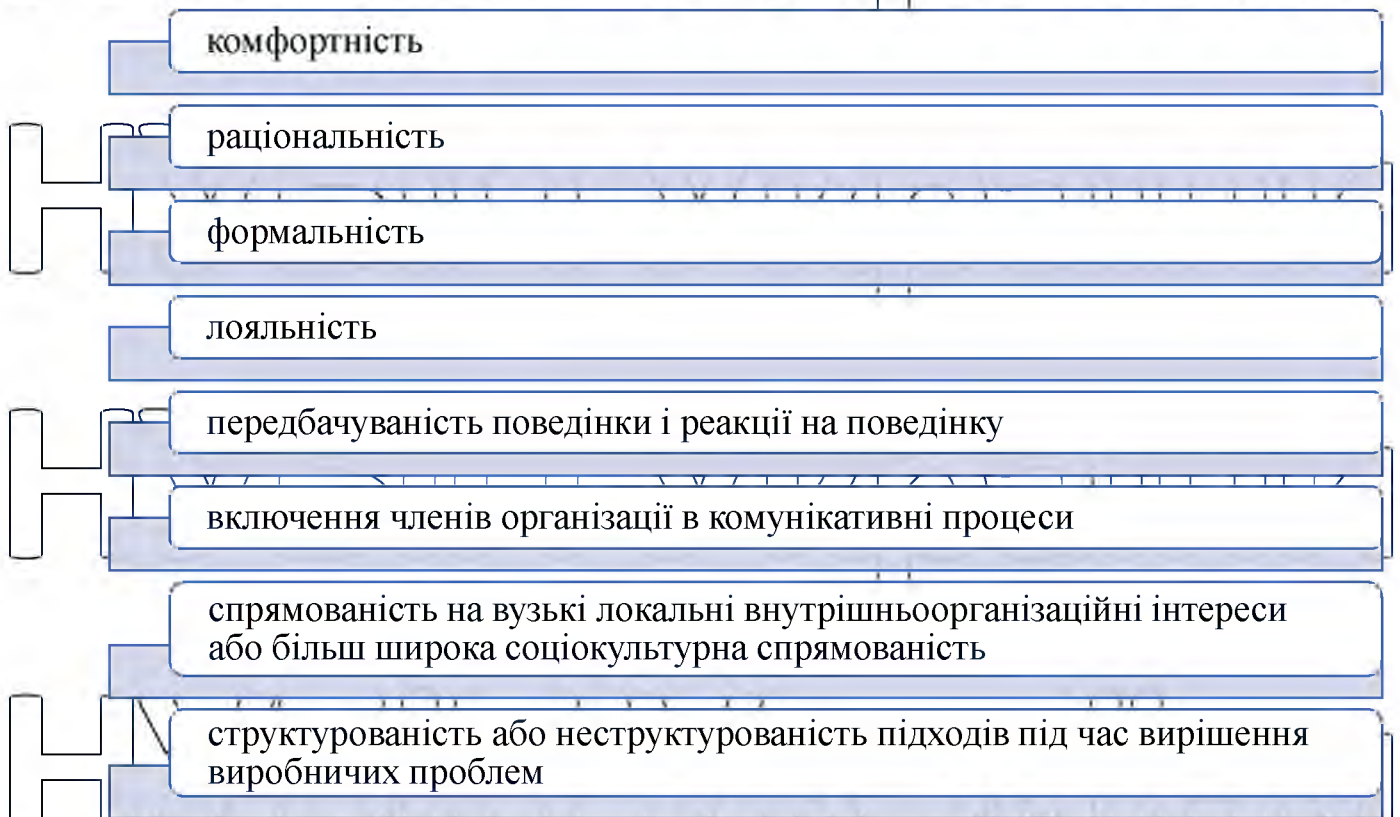 комфортність
раціональність
формальність
лояльність
передбачуваність поведінки і реакції на поведінку
включення членів організації в комунікативні процеси
спрямованість на вузькі локальні внутрішньоорганізаційні інтереси
або більш широка соціокультурна спрямованість
структурованість або неструктурованість підходів під час вирішення
виробничих проблем